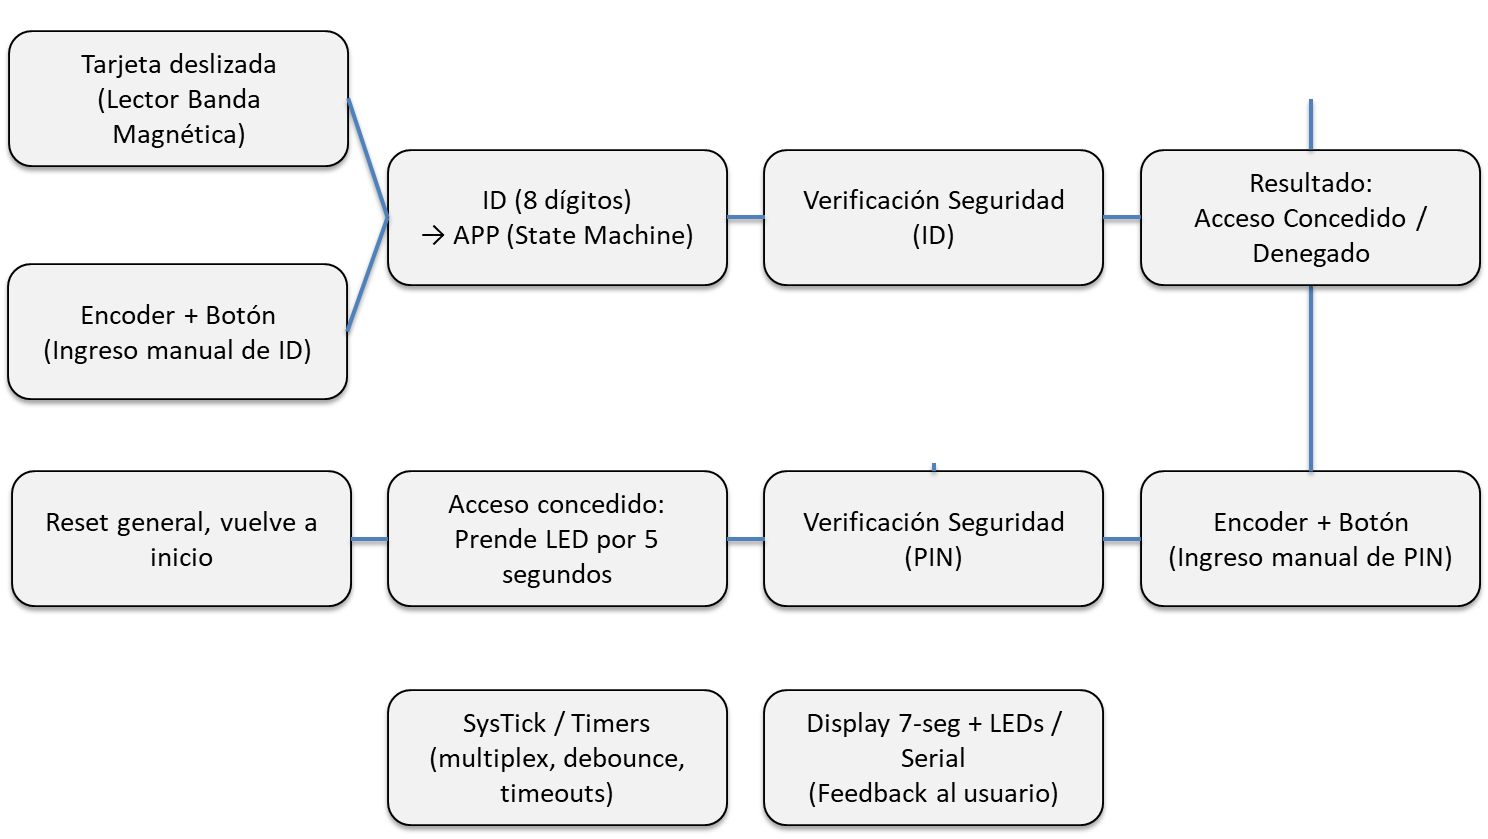 Tarjeta deslizada
(Lector Banda
Magnética)
Encoder + Botón
(Ingreso manual de ID)
ID (8 dígitos)
→ APP (State Machine)
Verificación Seguridad
(ID)
Resultado:
Acceso Concedido /
Denegado
Reset general, vuelve a
inicio
Acceso concedido:
Prende LED por 5
segundos
Verificación Seguridad
(PIN)
Encoder + Botón
(Ingreso manual de PIN)
SysTick / Timers
(multiplex, debounce,
timeouts)
Display 7-seg + LEDs /
Serial
(Feedback al usuario)